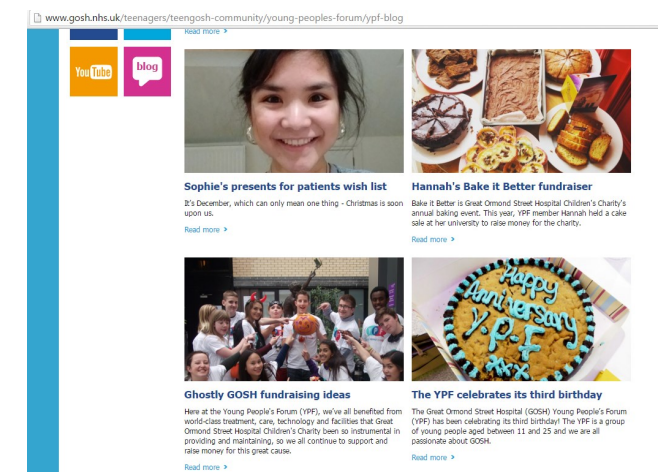 www.gosh.nhs.uk/teenagers/teengosh-community/young-peoples-forum/ypf-blog
Read more >
You Tube
blog
Sophie's presents for patients wish list
It's December, which can only mean one thing - Christmas is soon
upon us.
Read more >
Hannah's Bake it Better fundraiser
Bake it Better is Great Ormond Street Hospital Children's Charity's
annual baking event. This year, YPF member Hannah held a cake
sale at her university to raise money for the charity.
Read more >
Happy
Anniversary
Y.P-F
xxx
Ghostly GOSH fundraising ideas
Here at the Young People's Forum (YPF), we've all benefited from
world-class treatment, care, technology and facilities that Great
Ormond Street Hospital Children's Charity been so instrumental in
providing and maintaining, so we all continue to support and
raise money for this great cause.
Read more >
The YPF celebrates its third birthday
The Great Ormond Street Hospital (GOSH) Young People's Forum
(YPF) has been celebrating its third birthday! The YPF is a group
of young people aged between 11 and 25 and we are all
passionate about GOSH.
Read more >